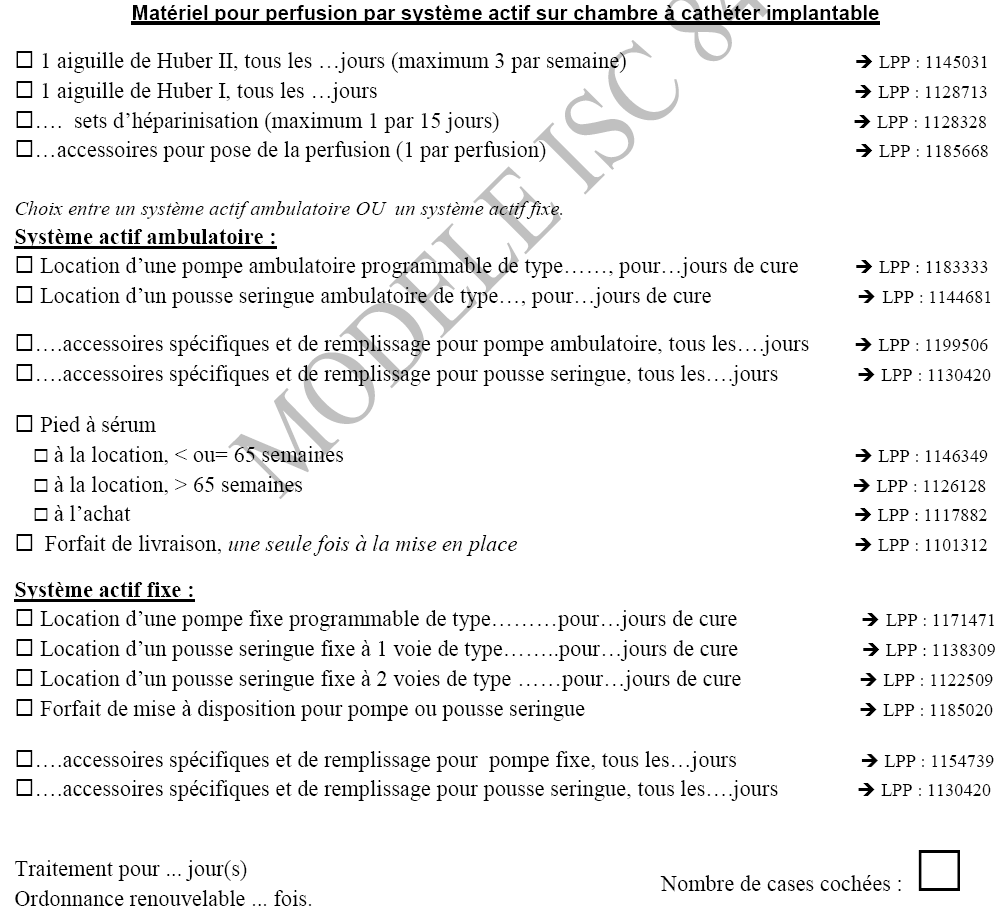 Matériel pour perfusion par système actif sur chambre à cathéter implantable
☐ 1 aiguille de Huber II, tous les …jours (maximum 3 par semaine) ➔ LPP : 1145031
☐ 1 aiguille de Huber I, tous les …jours ➔ LPP : 1128713
☐…. sets d’héparinisation (maximum 1 par 15 jours) ➔ LPP : 1128328
☐…accessoires pour pose de la perfusion (1 par perfusion) ➔ LPP : 1185668
Choix entre un système actif ambulatoire OU un système actif fixe.
Système actif ambulatoire :
☐ Location d’une pompe ambulatoire programmable de type……, pour…jours de cure ➔ LPP : 1183333
☐ Location d’un pousse seringue ambulatoire de type…, pour…jours de cure ➔ LPP : 1144681
☐….accessoires spécifiques et de remplissage pour pompe ambulatoire, tous les….jours ➔ LPP : 1199506
☐….accessoires spécifiques et de remplissage pour pousse seringue, tous les….jours ➔ LPP : 1130420
☐ Pied à sérum
☐ à la location, < ou= 65 semaines ➔ LPP : 1146349
☐ à la location, > 65 semaines ➔ LPP : 1126128
☐ à l’achat ➔ LPP : 1117882
☐ Forfait de livraison, une seule fois à la mise en place ➔ LPP : 1101312
Système actif fixe :
☐ Location d’une pompe fixe programmable de type………pour…jours de cure ➔ LPP : 1171471
☐ Location d’un pousse seringue fixe à 1 voie de type……..pour…jours de cure ➔ LPP : 1138309
☐ Location d’un pousse seringue fixe à 2 voies de type ……pour…jours de cure ➔ LPP : 1122509
☐ Forfait de mise à disposition pour pompe ou pousse seringue ➔ LPP : 1185020
☐….accessoires spécifiques et de remplissage pour pompe fixe, tous les…jours ➔ LPP : 1154739
☐….accessoires spécifiques et de remplissage pour pousse seringue, tous les….jours ➔ LPP : 1130420
Traitement pour ... jour(s)
Nombre de cases cochées : ☐
Ordonnance renouvelable ... fois.
MODELE ISC